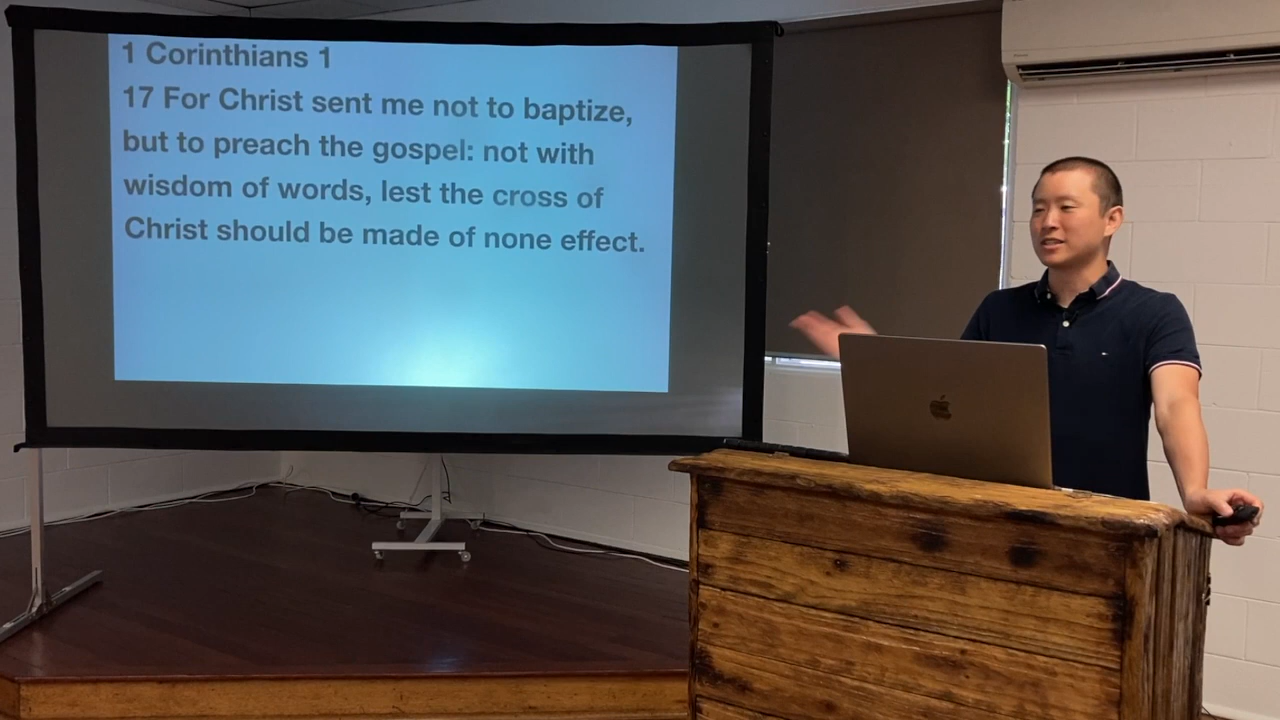 1 Corinthians 1
17 For Christ sent me not to baptize,
but to preach the gospel: not with
wisdom of words, lest the cross of
Christ should be made of none effect.